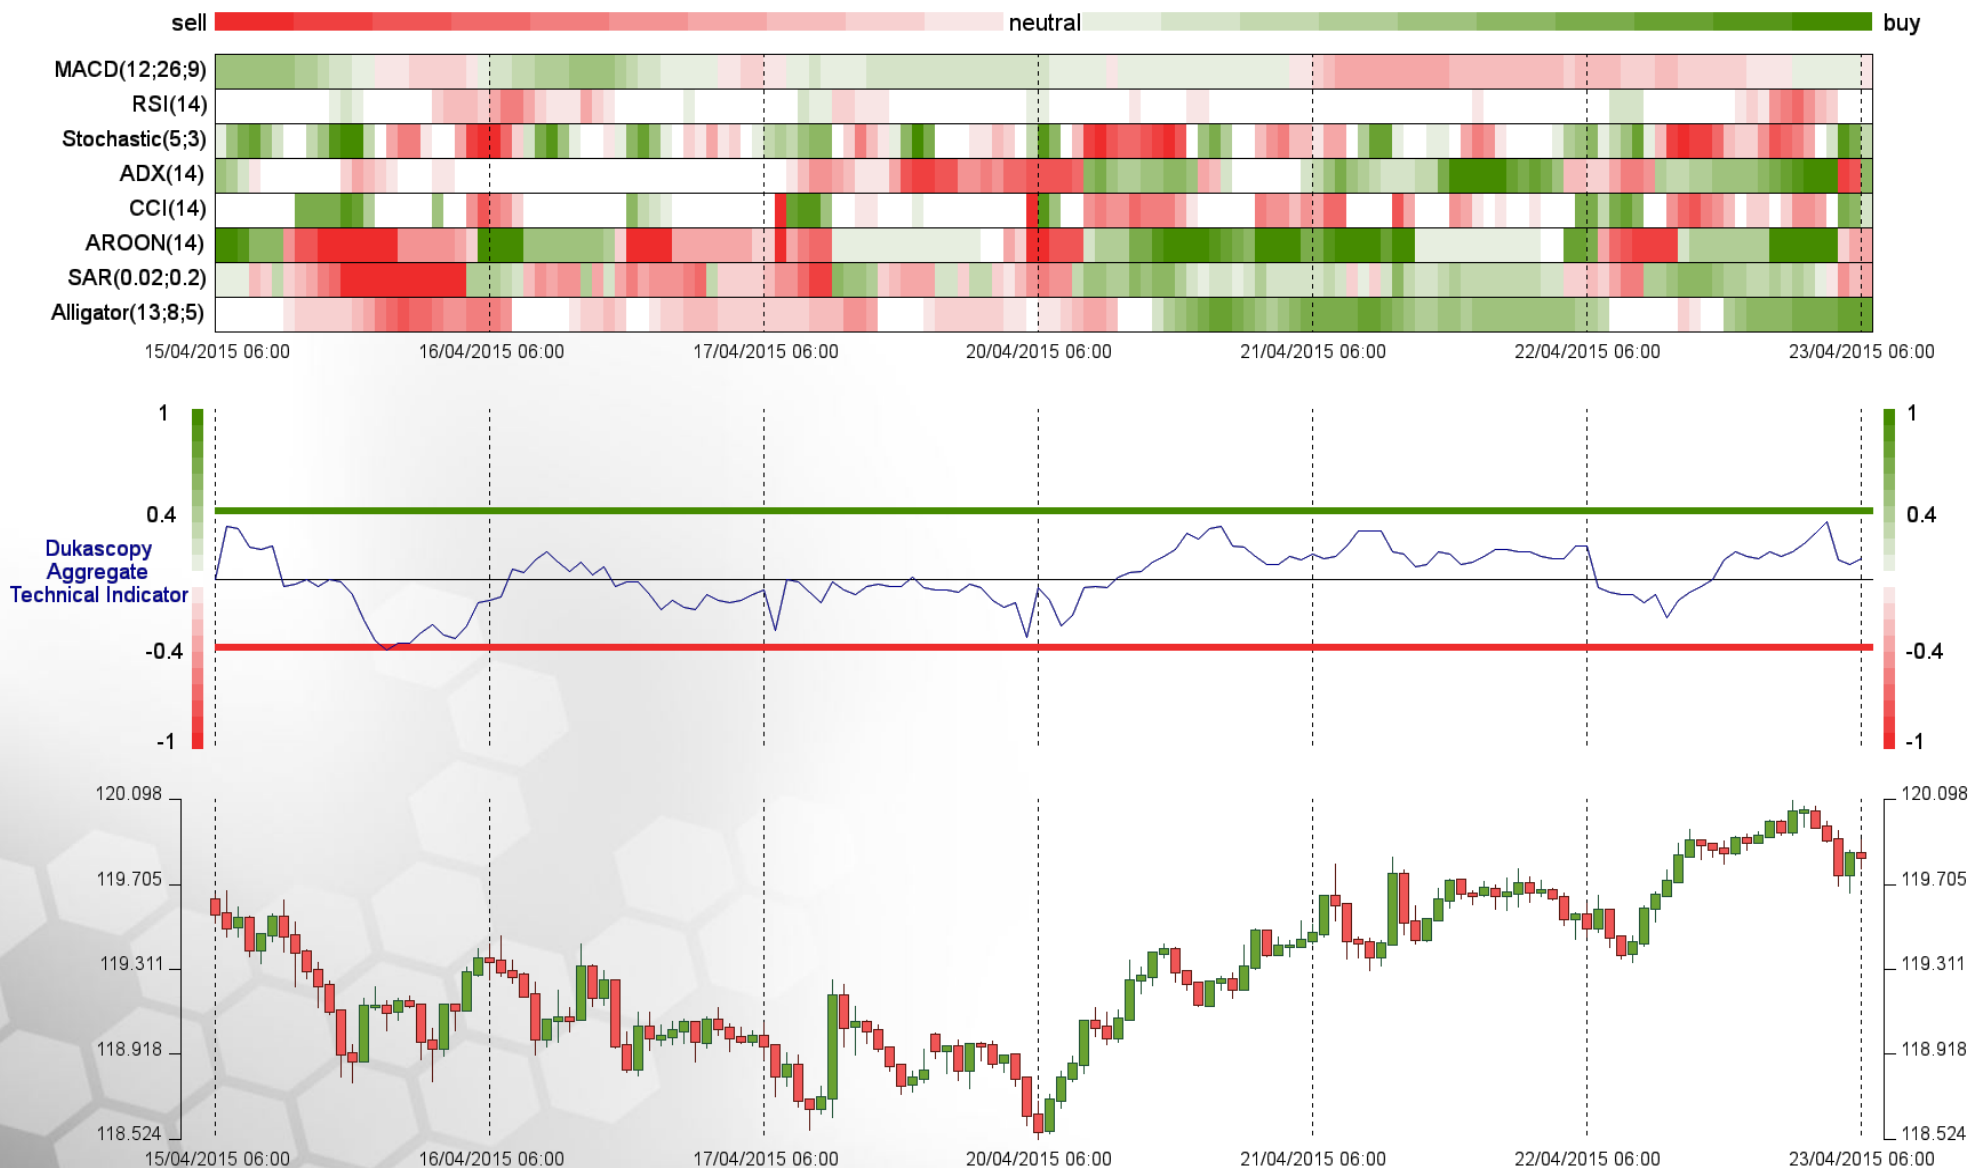 sell neutral buy
MACD(12;26;9)
RSI(14)
Stochastic(5;3)
ADX(14)
CCI(14)
AROON(14)
SAR(0.02;0.2)
Alligator(13;8;5)
15/04/2015 06:00 16/04/2015 06:00 17/04/2015 06:00 20/04/2015 06:00 21/04/2015 06:00 22/04/2015 06:00 23/04/2015 06:00
1 1
0.4 0.4
Dukascopy
Aggregate
Technical Indicator
-0.4 -0.4
-1 -1
120.098 120.098
119.705 119.705
119.311 119.311
118.918 118.918
118.524 118.524
15/04/2015 06:00 16/04/2015 06:00 17/04/2015 06:00 20/04/2015 06:00 21/04/2015 06:00 22/04/2015 06:00 23/04/2015 06:00